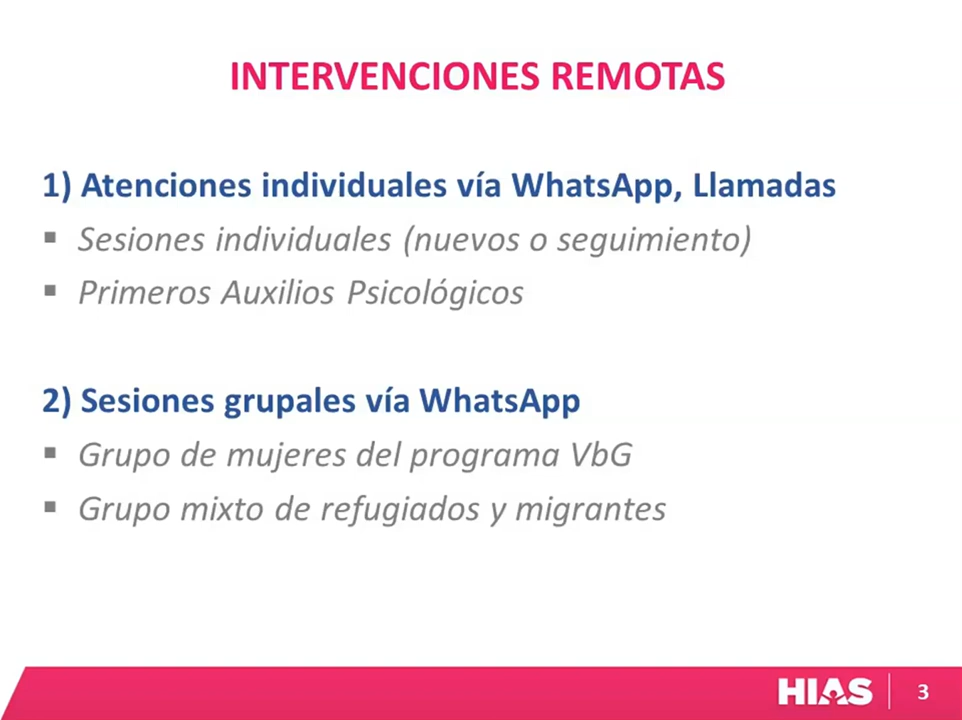 INTERVENCIONES REMOTAS
1) Atenciones individuales vía WhatsApp, Llamadas
▪ Sesiones individuales (nuevos o seguimiento)
▪ Primeros Auxilios Psicológicos
2) Sesiones grupales vía WhatsApp
▪ Grupo de mujeres del programa VbG
▪ Grupo mixto de refugiados y migrantes
HIAS 3